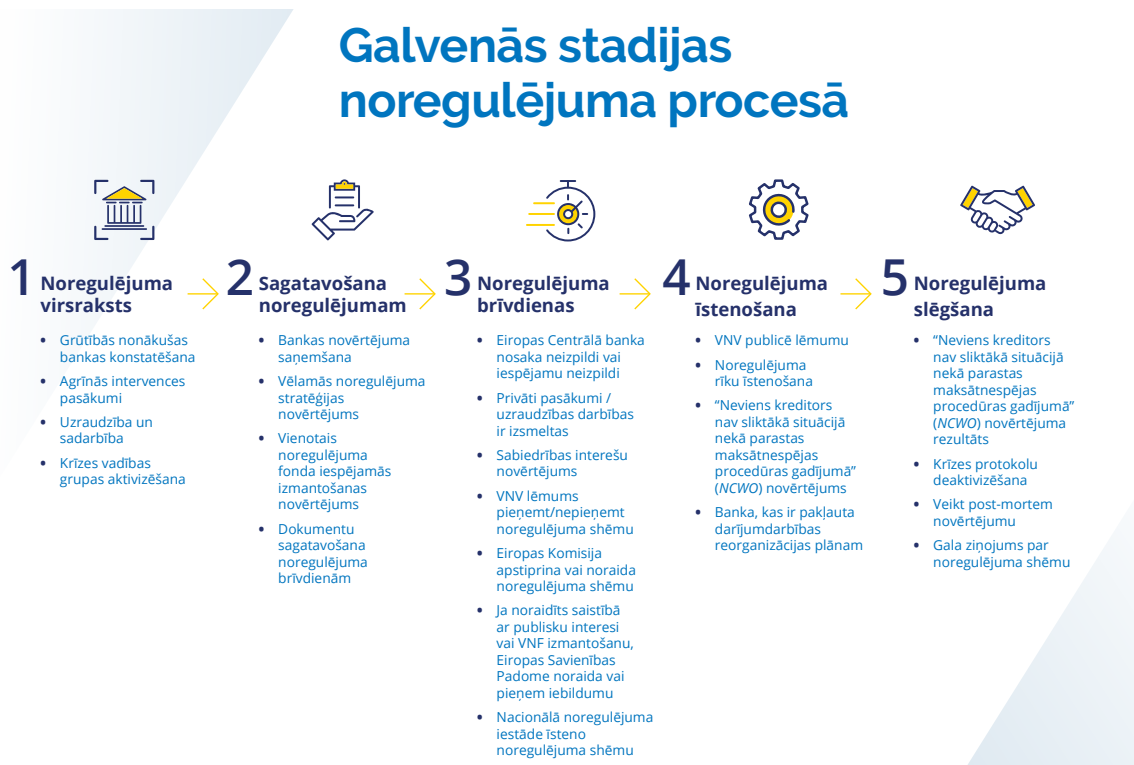 Galvenās stadijas
noregulējuma procesā
1 Noregulējuma
virsraksts
• Grūtībās nonākušas
bankas konstatēšana
• Agrīnās intervences
pasākumi
• Uzraudzība un
sadarbība
• Krīzes vadības
grupas aktivizēšana
2 Sagatavošana
noregulējumam
• Bankas novērtējuma
saņemšana
• Vēlamās noregulējuma
stratēģijas
novērtējums
• Vienotais
noregulējuma
fonda iespējamās
izmantošanas
novērtējums
• Dokumentu
sagatavošana
noregulējuma
brīvdienām
3 Noregulējuma
brīvdienas
• Eiropas Centrālā banka
nosaka neizpildi vai
iespējamu neizpildi
• Privāti pasākumi /
uzraudzības darbības
ir izsmeltas
• Sabiedrības interešu
novērtējums
• VNV lēmums
pieņemt/nepieņemt
noregulējuma shēmu
• Eiropas Komisija
apstiprina vai noraida
noregulējuma shēmu
• Ja noraidīts saistībā
ar publisku interesi
vai VNF izmantošanu,
Eiropas Savienības
Padome noraida vai
pieņem iebildumu
• Nacionālā noregulējuma
iestāde īsteno
noregulējuma shēmu
4 Noregulējuma
īstenošana
• VNV publicē lēmumu
• Noregulējuma
rīku īstenošana
• “Neviens kreditors
nav sliktākā situācijā
nekā parastas
maksātnespējas
procedūras gadījumā”
(NCWO) novērtējums
• Banka, kas ir pakļauta
darījumdarbības
reorganizācijas plānam
5 Noregulējuma
slēgšana
• “Neviens kreditors
nav sliktākā situācijā
nekā parastas
maksātnespējas
procedūras gadījumā”
(NCWO) novērtējuma
rezultāts
• Krīzes protokolu
deaktivizēšana
• Veikt post-mortem
novērtējumu
• Gala ziņojums par
noregulējuma shēmu